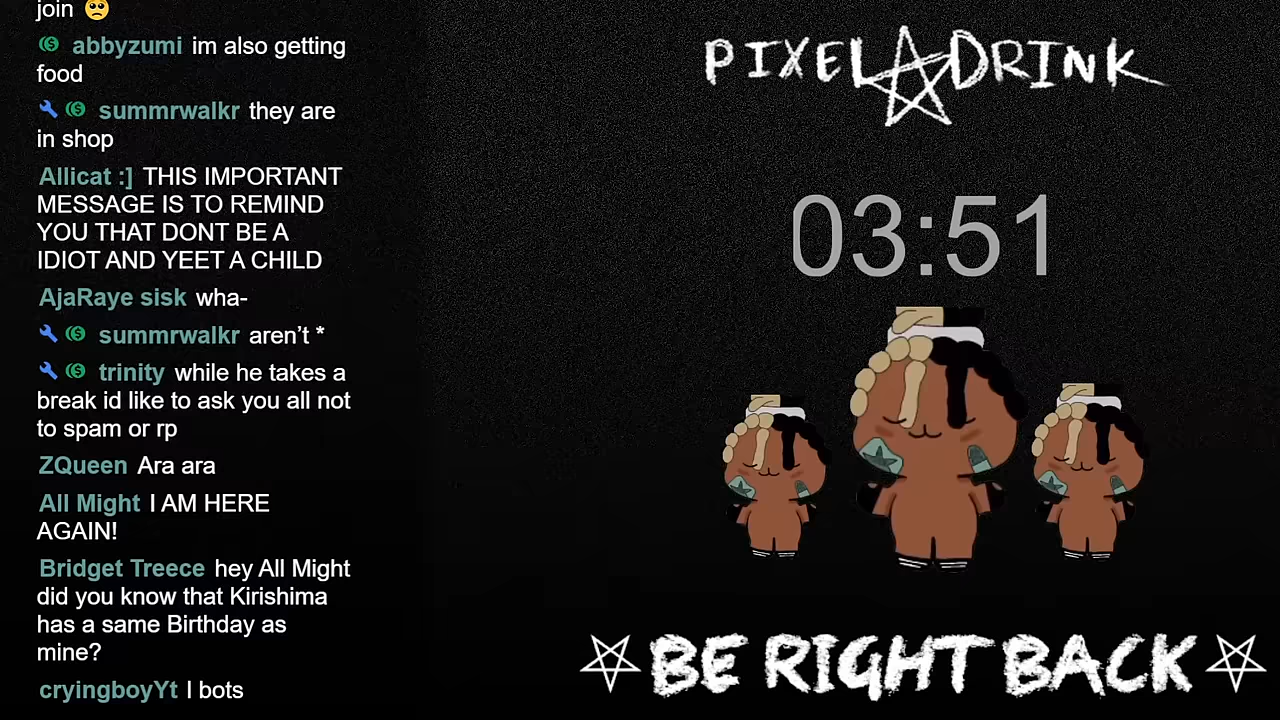 join 🥺
abbyzumi im also getting
food
summrwalkr they are
in shop
Allicat :] THIS IMPORTANT
MESSAGE IS TO REMIND
YOU THAT DONT BE A
IDIOT AND YEET A CHILD
AjaRaye sisk wha-
summrwalkr aren’t *
trinity while he takes a
break id like to ask you all not
to spam or rp
ZQueen Ara ara
All Might I AM HERE
AGAIN!
Bridget Treece hey All Might
did you know that Kirishima
has a same Birthday as
mine?
cryingboyYt I bots
PIXEL DRINK
03:51
BE RIGHT BACK